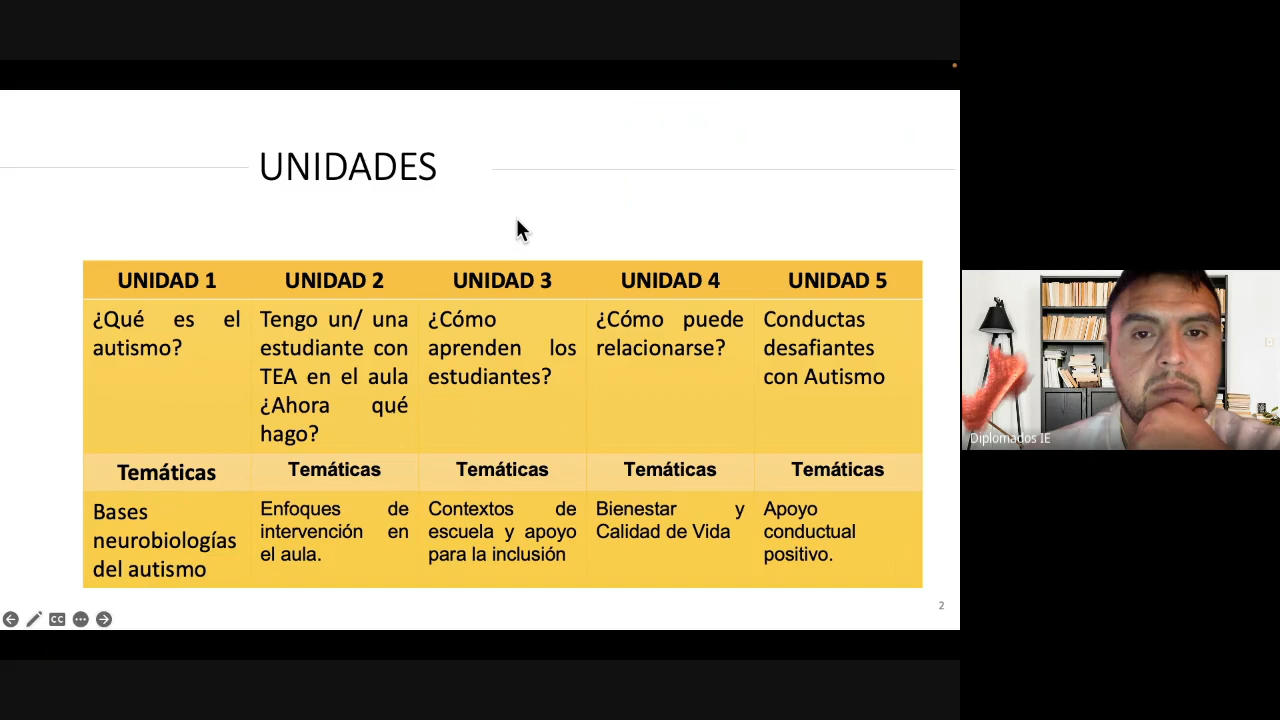 UNIDADES
UNIDAD 1
UNIDAD 2
UNIDAD 3
UNIDAD 4
UNIDAD 5
¿Qué es el
autismo?
Tengo un/ una
estudiante con
TEA en el aula
¿Ahora qué
hago?
¿Cómo
aprenden los
estudiantes?
¿Cómo puede
relacionarse?
Conductas
desafiantes
con Autismo
Temáticas
Temáticas
Temáticas
Temáticas
Temáticas
Bases
neurobiologías
del autismo
Enfoques de
intervención en
el aula.
Contextos de
escuela y apoyo
para la inclusión
Bienestar y
Calidad de Vida
Apoyo
conductual
positivo.
2
CC
Diplomados IE